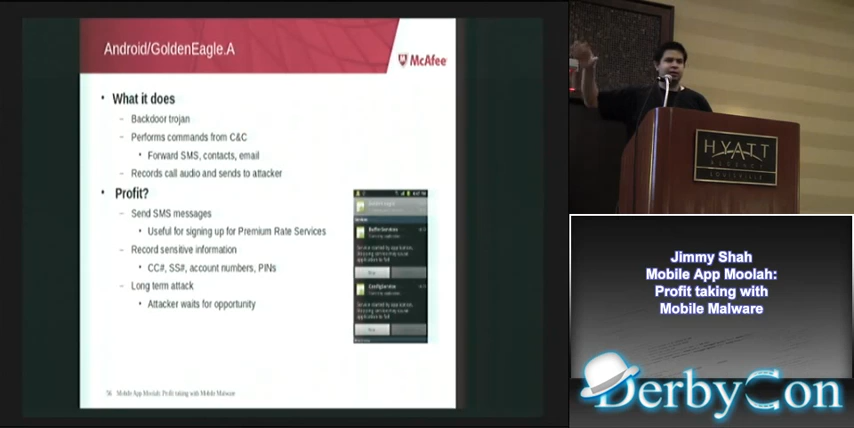 Android/GoldenEagle.A
McAfee
• What it does
– Backdoor trojan
– Performs commands from C&C
• Forward SMS, contacts, email
– Records call audio and sends to attacker
• Profit?
– Send SMS messages
• Useful for signing up for Premium Rate Services
– Record sensitive information
• CC#, SS#, account numbers, PINs
– Long term attack
• Attacker waits for opportunity
56 Mobile App Moolah: Profit taking with Mobile Malware
HYATT
REGENCY
LOUISVILLE
Jimmy Shah
Mobile App Moolah:
Profit taking with
Mobile Malware
DerbyCon